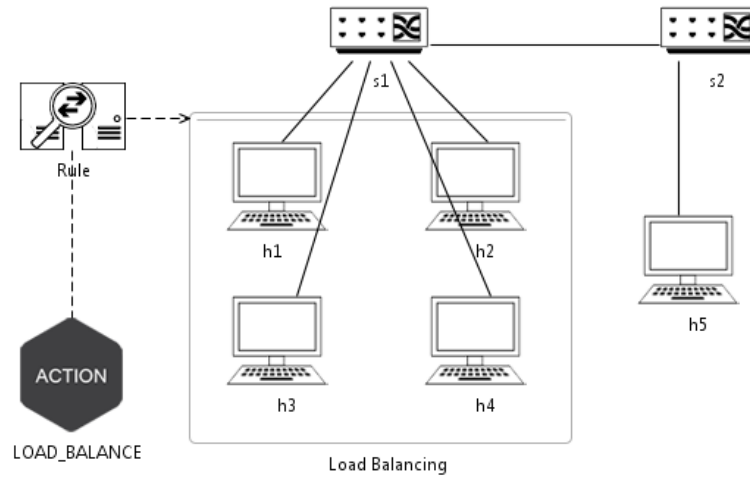 s1
s2
Rule
h1
h2
h5
h3
h4
ACTION
LOAD_BALANCE
Load Balancing